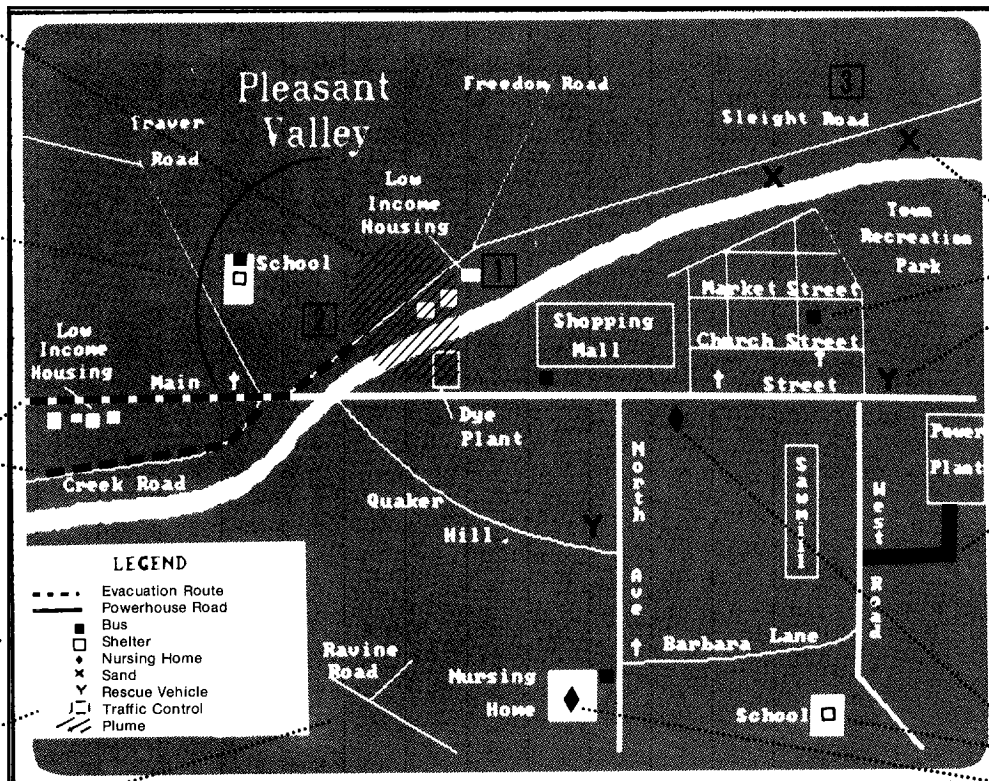 Pleasant
Valley
Freedom Road
3
Sleight Road
Traver
Road
Low
Income
Housing
Town
Recreation
Park
School
1
Market Street
2
Shopping
Mall
Church Street
Low
Income
Housing
Main
Street
Dye
Plant
Power
Plant
Creek Road
Quaker
Hill
North Ave
Sawmill
West Road
LEGEND
Evacuation Route
Powerhouse Road
Bus
Shelter
Nursing Home
Sand
Rescue Vehicle
Traffic Control
Plume
Ravine
Road
Barbara Lane
Nursing
Home
School